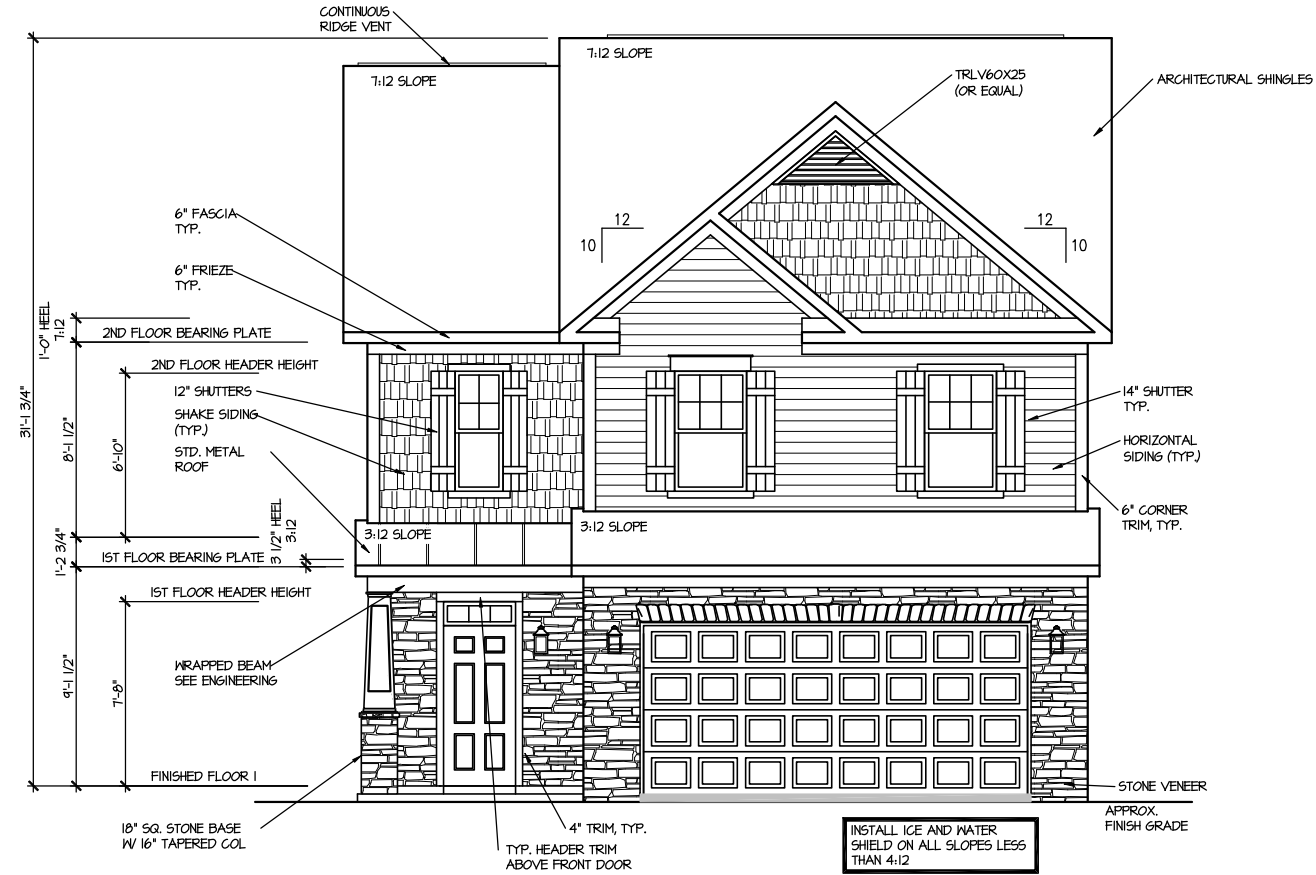 CONTINUOUS
RIDGE VENT
7:12 SLOPE
7:12 SLOPE
TRLV60X25
(OR EQUAL)
ARCHITECTURAL SHINGLES
6" FASCIA
TYP.
12
10
12
10
6" FRIEZE
TYP.
1'-0" HEEL
7:12
2ND FLOOR BEARING PLATE
2ND FLOOR HEADER HEIGHT
12" SHUTTERS
SHAKE SIDING
(TYP.)
STD. METAL
ROOF
31'-1 3/4"
8'-1 1/2"
6'-10"
14" SHUTTER
TYP.
HORIZONTAL
SIDING (TYP.)
6" CORNER
TRIM, TYP.
3 1/2" HEEL
3:12
3:12 SLOPE
3:12 SLOPE
1'-2 3/4"
1ST FLOOR BEARING PLATE
1ST FLOOR HEADER HEIGHT
9'-1 1/2"
7'-8"
WRAPPED BEAM
SEE ENGINEERING
FINISHED FLOOR 1
STONE VENEER
APPROX.
FINISH GRADE
18" SQ. STONE BASE
W/ 16" TAPERED COL
4" TRIM, TYP.
TYP. HEADER TRIM
ABOVE FRONT DOOR
INSTALL ICE AND WATER
SHIELD ON ALL SLOPES LESS
THAN 4:12